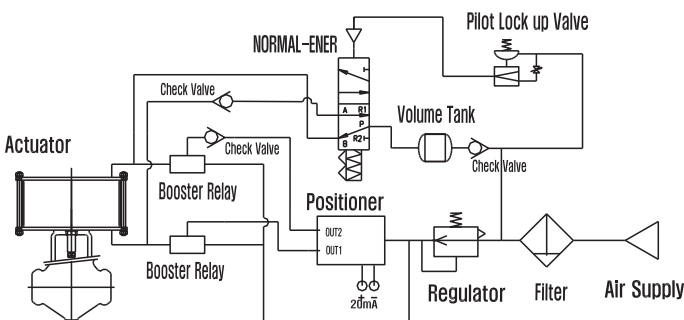 Pilot Lock up Valve
NORMAL-ENER
Check Valve
A R1
P
R2
B
Volume Tank
Actuator
Check Valve
Check Valve
Booster Relay
Positioner
OUT2
OUT1
Booster Relay
+ −
20mA
Regulator
Filter
Air Supply